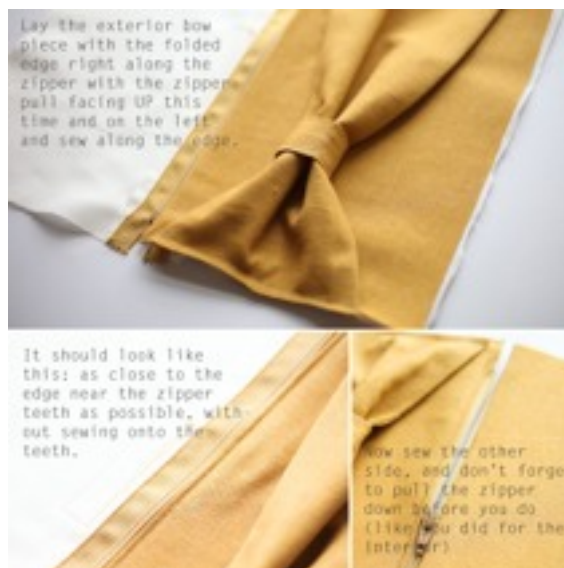 Lay the exterior bow
piece with the folded
edge right along the
zipper with the zipper
pull facing UP this
time and on the left
and sew along the edge.
It should look like
this: as close to the
edge near the zipper
teeth as possible, with-
out sewing onto the
teeth.
Now sew the other
side, and don't forge
to pull the zipper
down before you do
(like you did for the
interior)